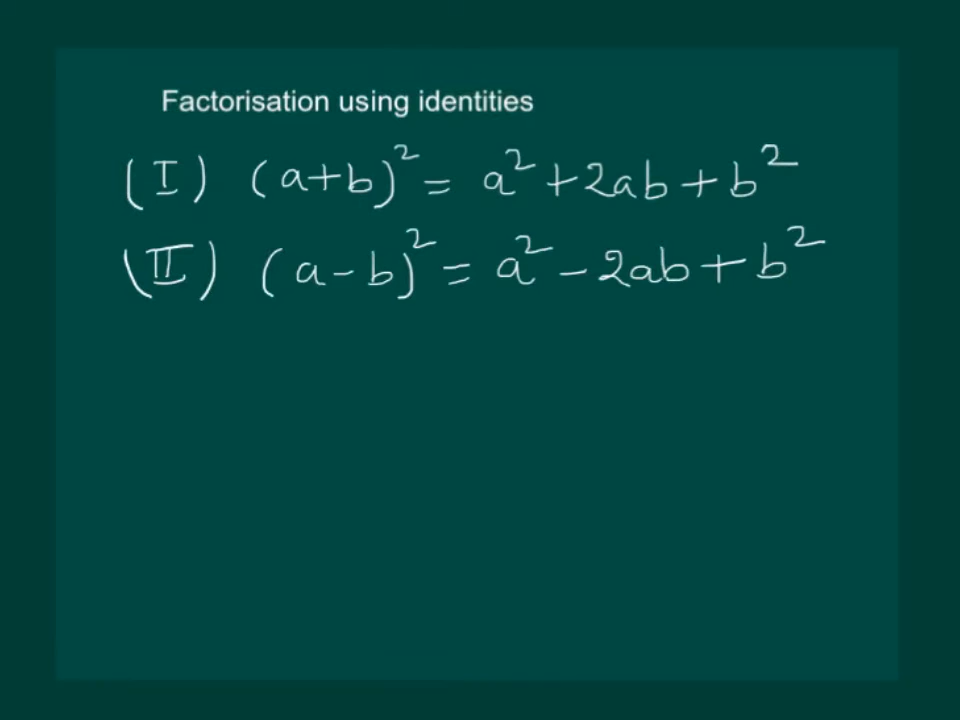 Factorisation using identities
(I) (a+b)² = a² + 2ab + b²
(II) (a-b)² = a² - 2ab + b²